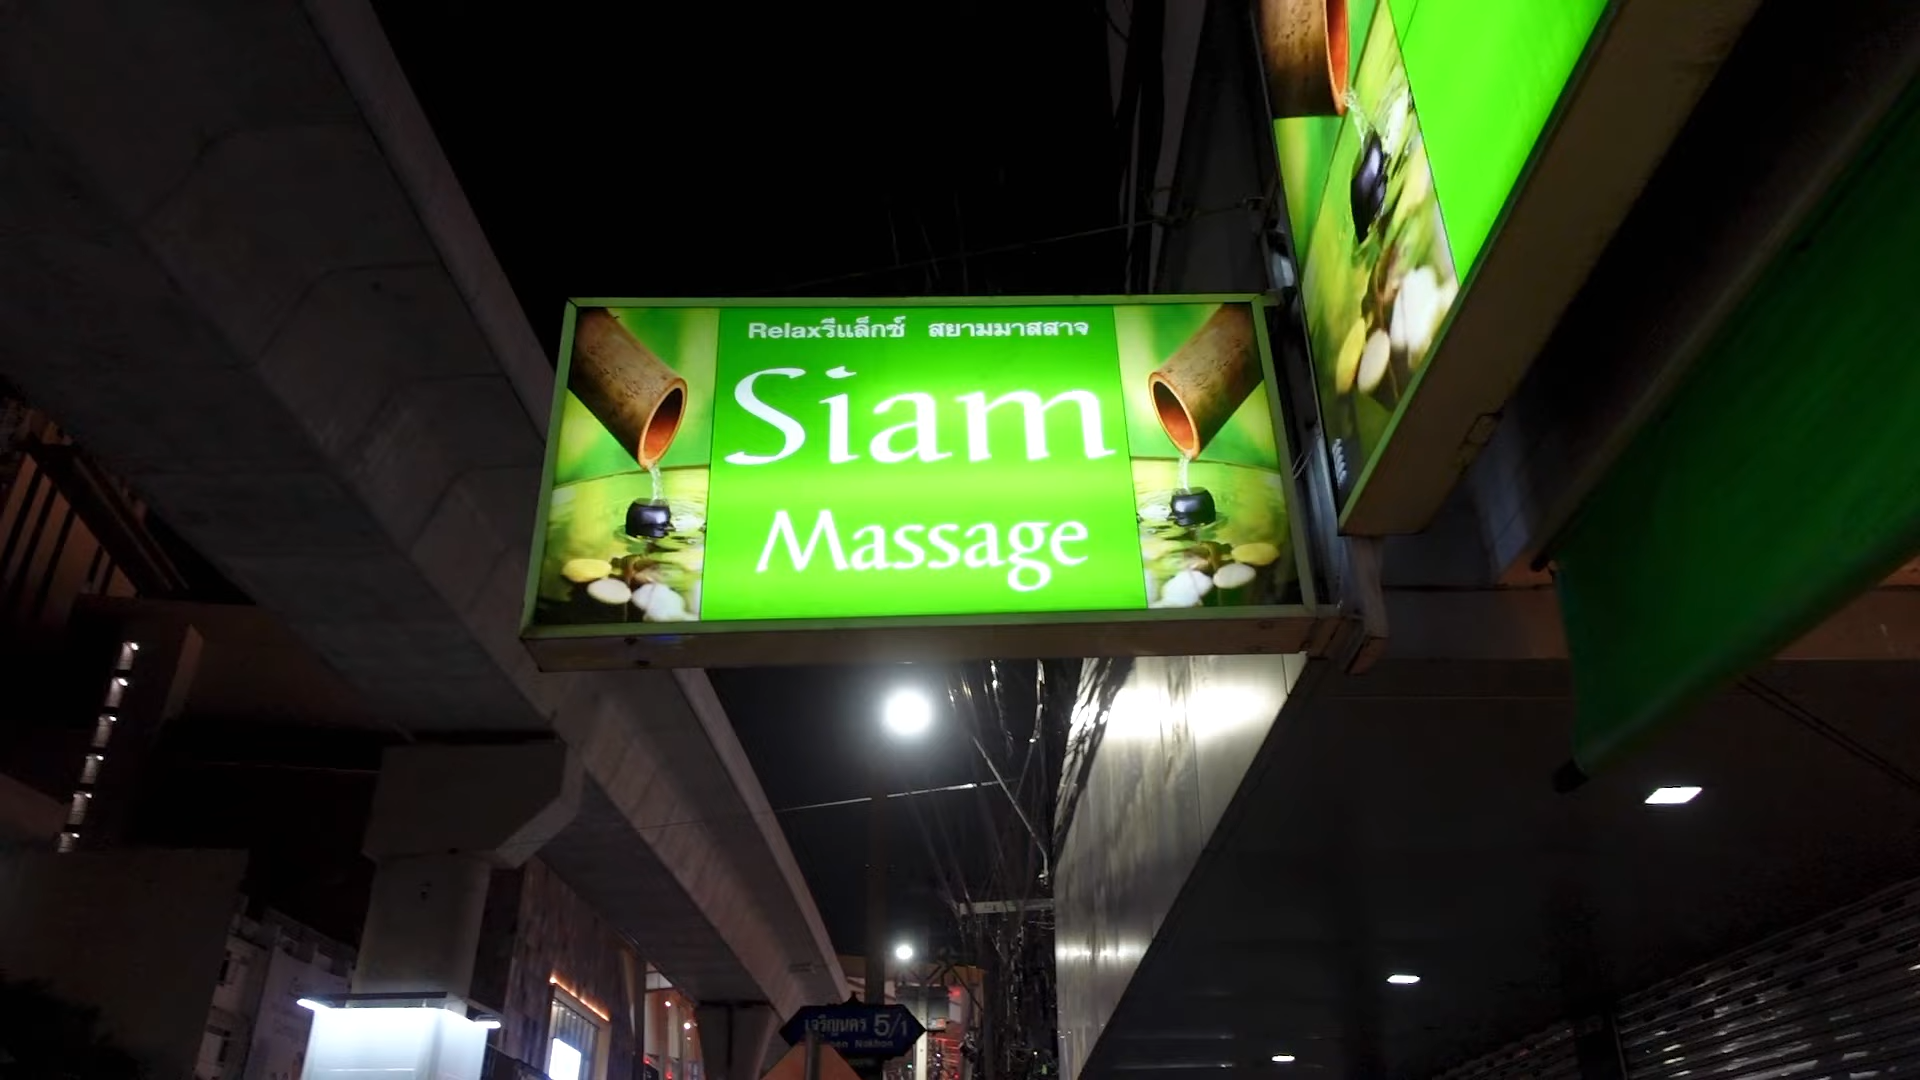 Relaxรีแล็กซ์ สยามมาสสาจ
Siam
Massage
เจริญนคร 5/1
Nakhon